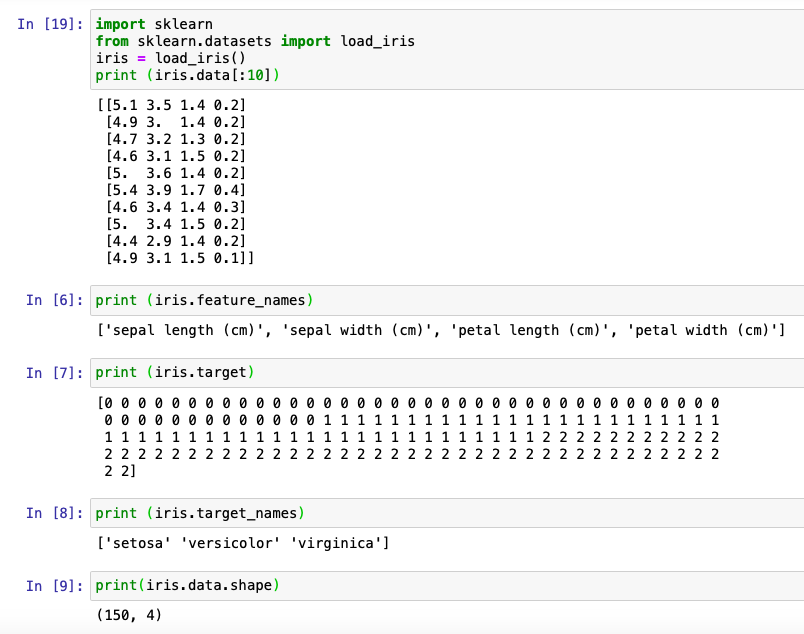 In [19]: import sklearn
from sklearn.datasets import load_iris
iris = load_iris()
print (iris.data[:10])
[[5.1 3.5 1.4 0.2]
[4.9 3.  1.4 0.2]
[4.7 3.2 1.3 0.2]
[4.6 3.1 1.5 0.2]
[5.  3.6 1.4 0.2]
[5.4 3.9 1.7 0.4]
[4.6 3.4 1.4 0.3]
[5.  3.4 1.5 0.2]
[4.4 2.9 1.4 0.2]
[4.9 3.1 1.5 0.1]]
In [6]: print (iris.feature_names)
['sepal length (cm)', 'sepal width (cm)', 'petal length (cm)', 'petal width (cm)']
In [7]: print (iris.target)
[0 0 0 0 0 0 0 0 0 0 0 0 0 0 0 0 0 0 0 0 0 0 0 0 0 0 0 0 0 0 0 0 0 0 0 0 0
0 0 0 0 0 0 0 0 0 0 0 0 0 1 1 1 1 1 1 1 1 1 1 1 1 1 1 1 1 1 1 1 1 1 1 1 1
1 1 1 1 1 1 1 1 1 1 1 1 1 1 1 1 1 1 1 1 1 1 1 1 1 1 2 2 2 2 2 2 2 2 2 2 2
2 2 2 2 2 2 2 2 2 2 2 2 2 2 2 2 2 2 2 2 2 2 2 2 2 2 2 2 2 2 2 2 2 2 2 2 2
2 2]
In [8]: print (iris.target_names)
['setosa' 'versicolor' 'virginica']
In [9]: print(iris.data.shape)
(150, 4)